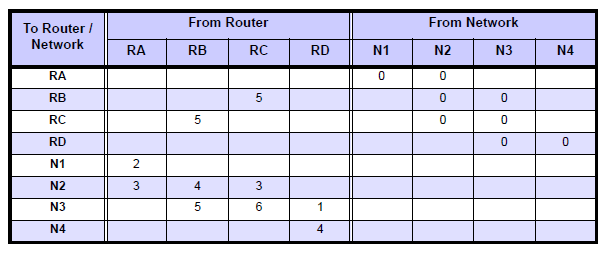 To Router / Network From Router From Network
RA RB RC RD N1 N2 N3 N4
RA 0 0
RB 5 0 0
RC 5 0 0
RD 0 0
N1 2
N2 3 4 3
N3 5 6 1
N4 4